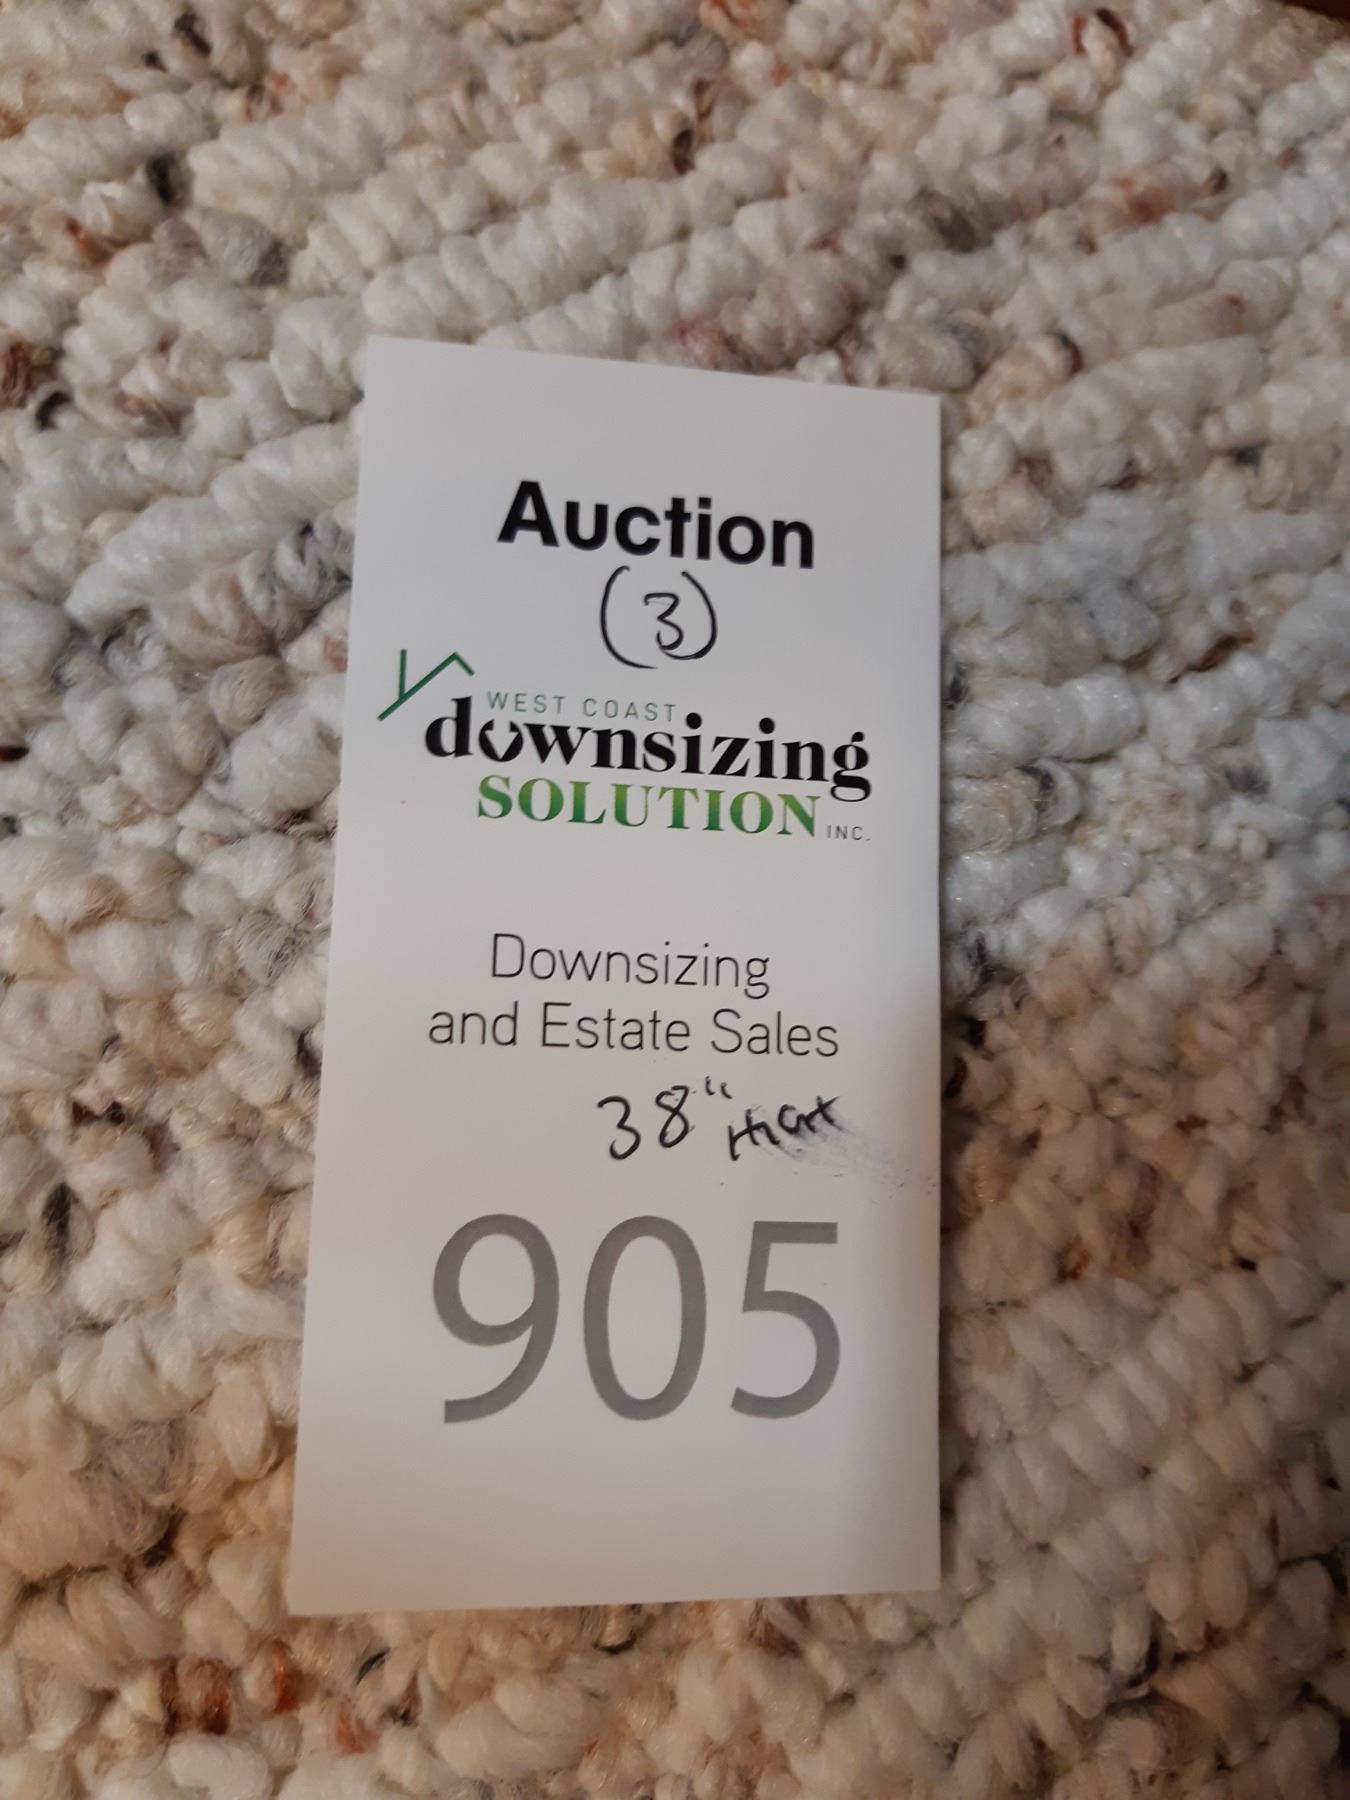 Auction
(3)
WEST COAST
downsizing
SOLUTION INC.
Downsizing
and Estate Sales
38"
905